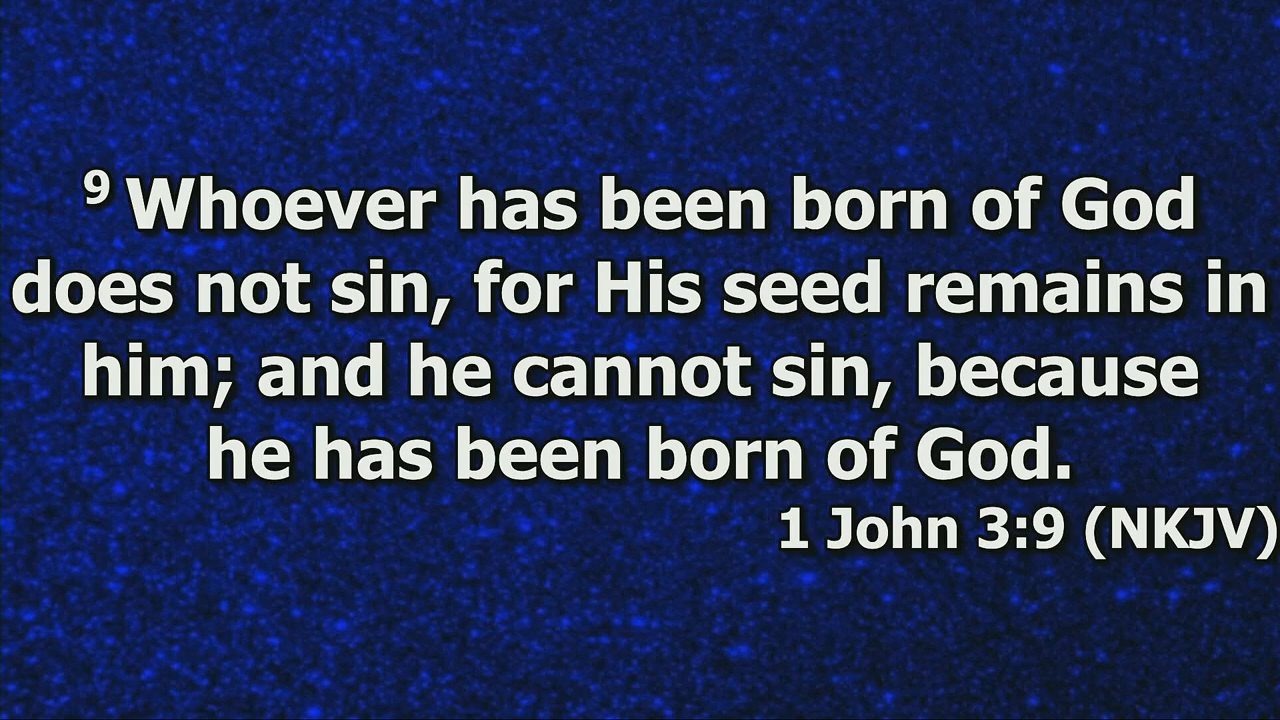 9 Whoever has been born of God
does not sin, for His seed remains in
him; and he cannot sin, because
he has been born of God.
1 John 3:9 (NKJV)